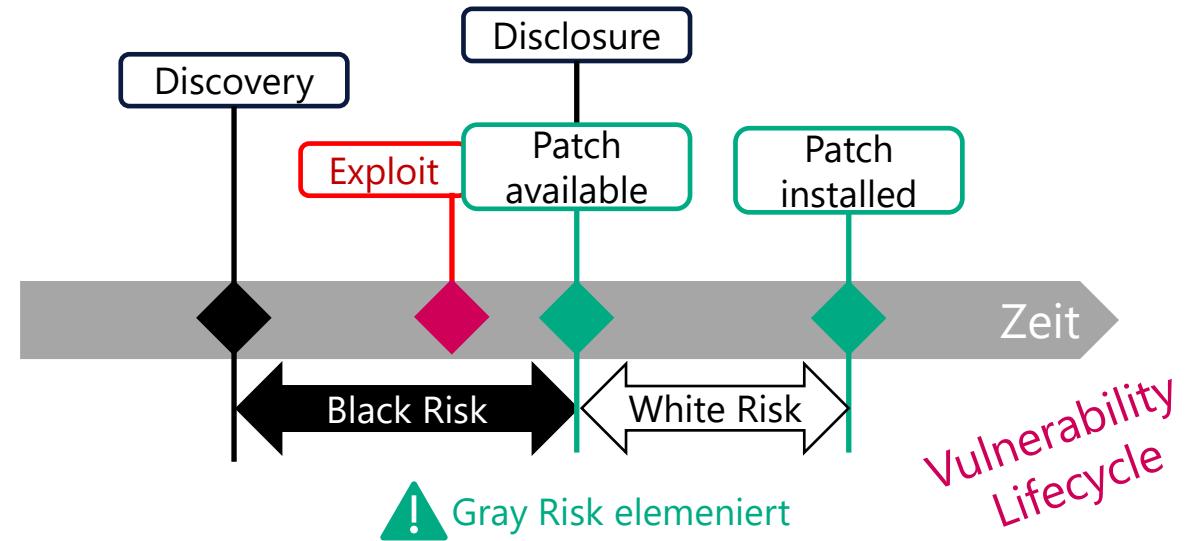 Disclosure
Discovery
Exploit
Patch
available
Patch
installed
Zeit
Black Risk
White Risk
Vulnerability
Lifecycle
Gray Risk elemeniert